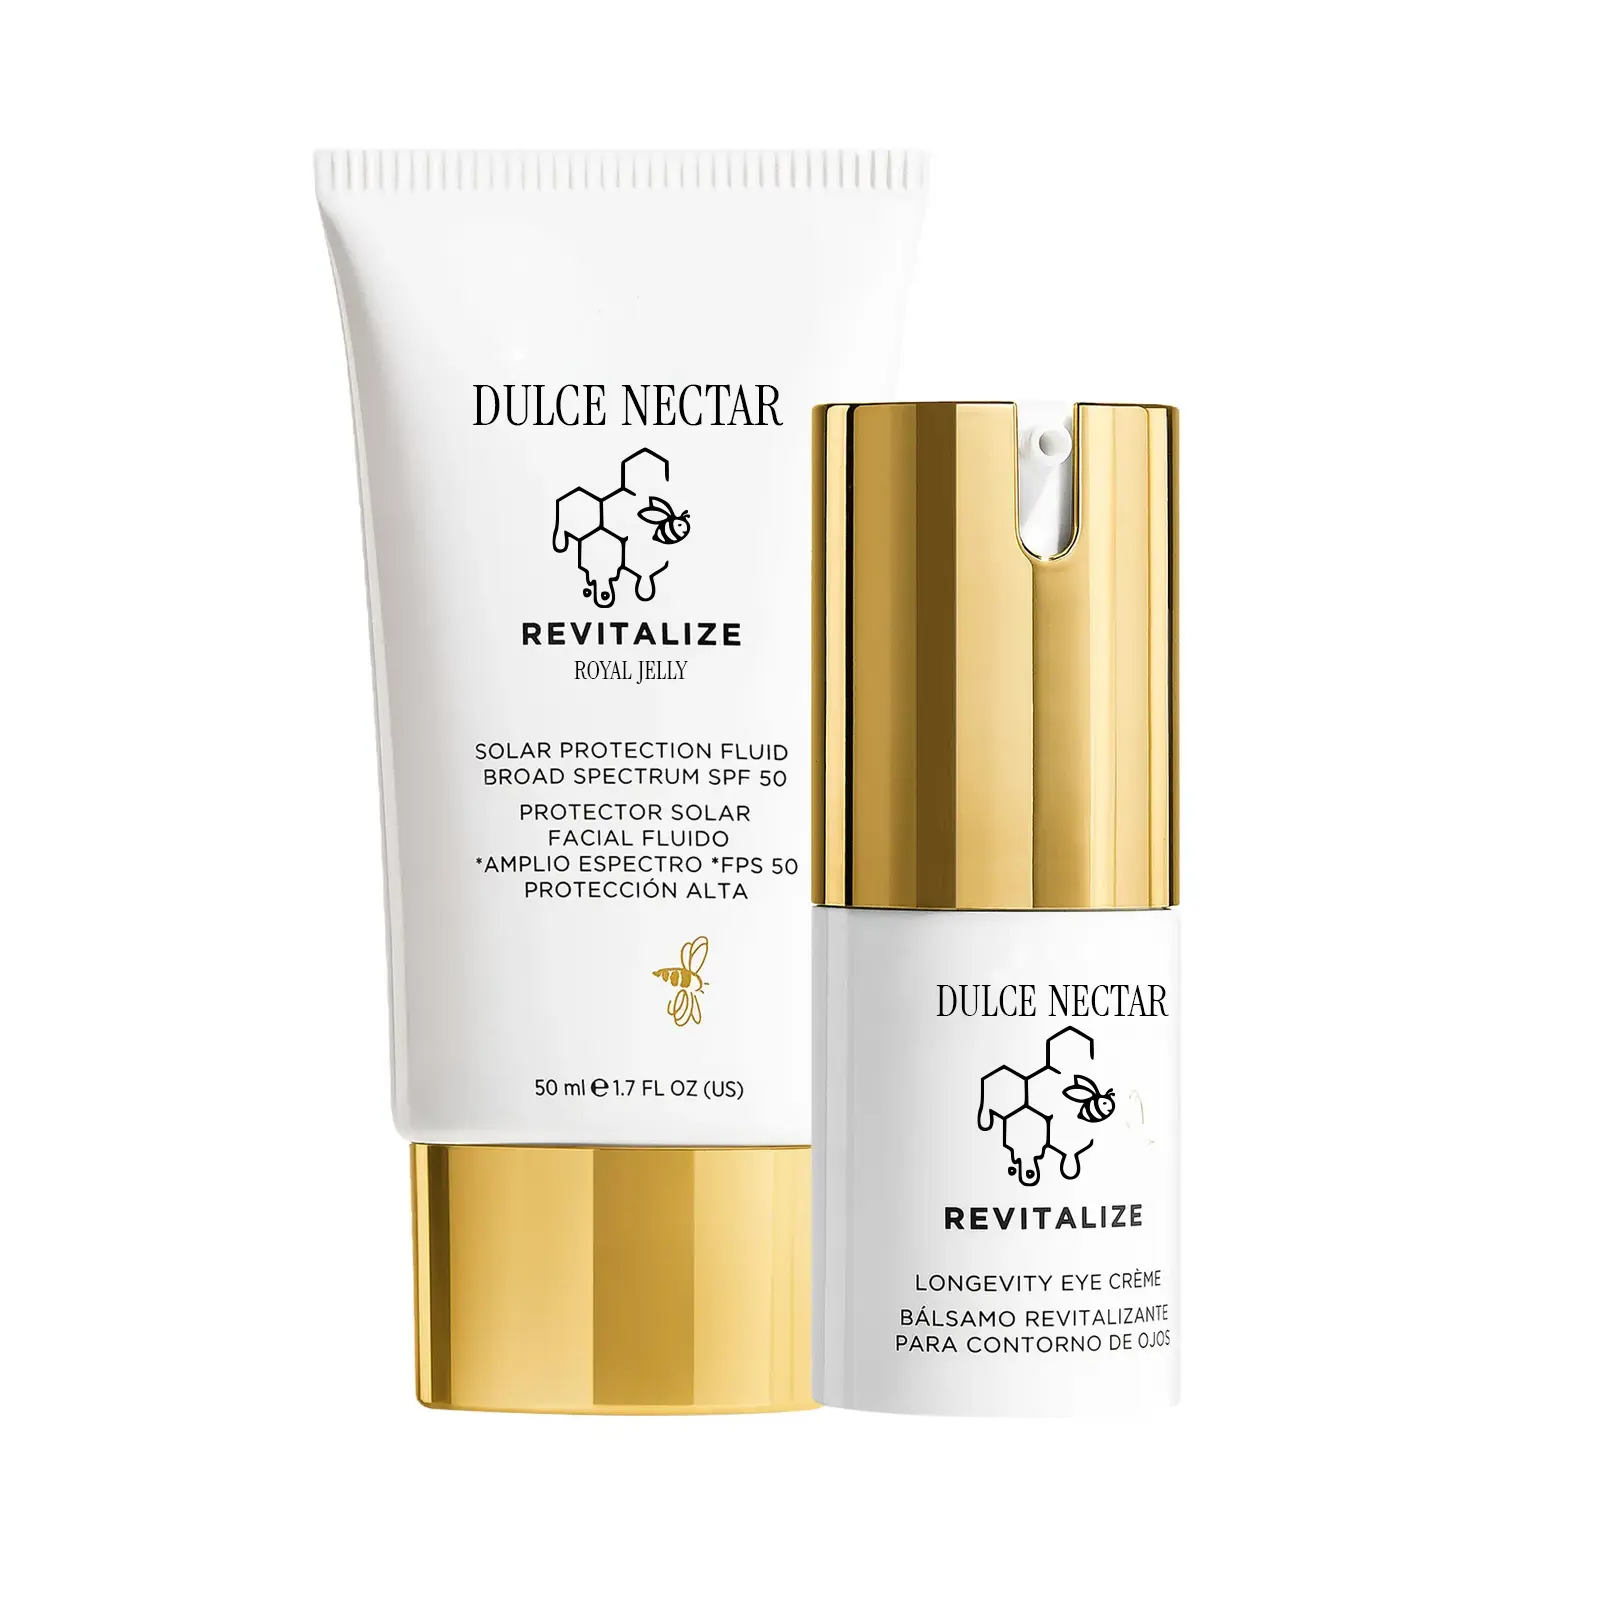 DULCE NECTAR
REVITALIZE
ROYAL JELLY
SOLAR PROTECTION FLUID
BROAD SPECTRUM SPF 50
PROTECTOR SOLAR
FACIAL FLUIDO
*AMPLIO ESPECTRO *FPS 50
PROTECCIÓN ALTA
50 ml ℮ 1.7 FL OZ (US)
DULCE NECTAR
REVITALIZE
LONGEVITY EYE CRÈME
BÁLSAMO REVITALIZANTE
PARA CONTORNO DE OJOS